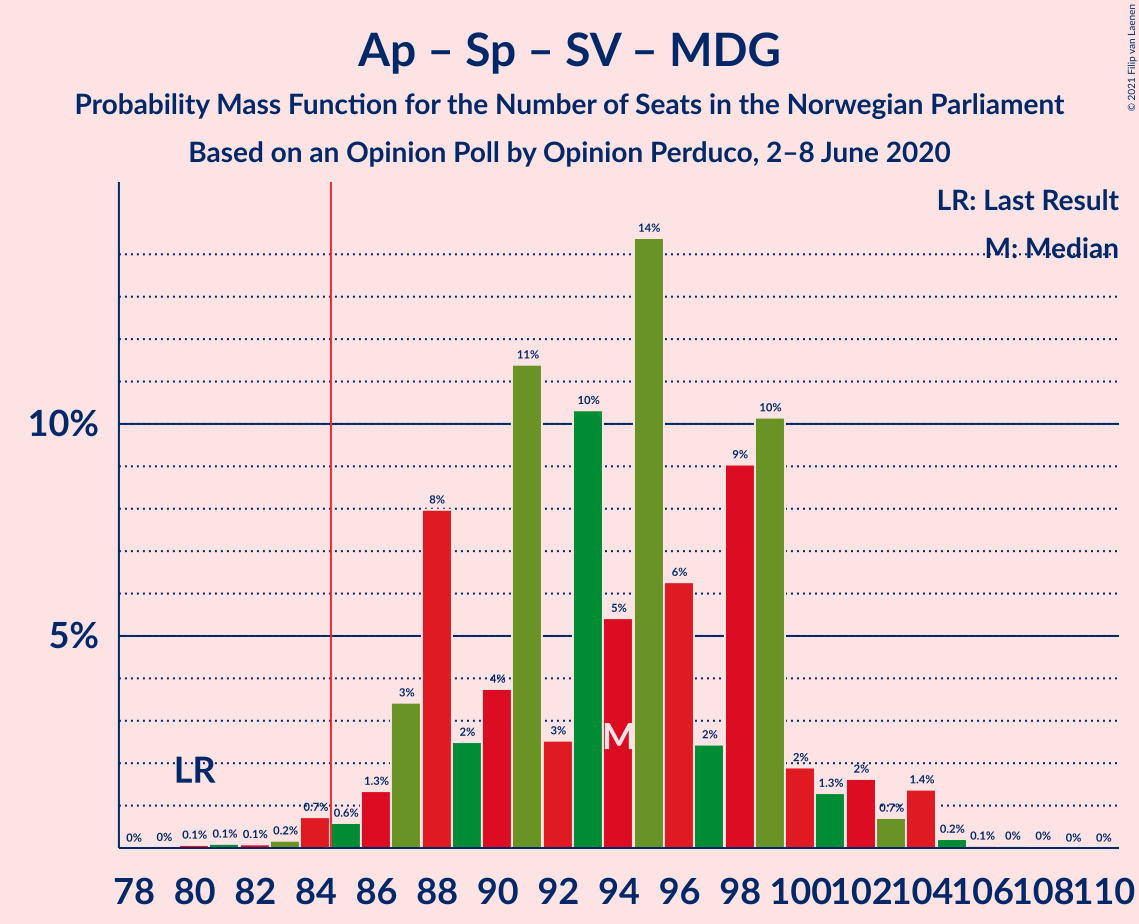 Ap – Sp – SV – MDG
Probability Mass Function for the Number of Seats in the Norwegian Parliament
Based on an Opinion Poll by Opinion Perduco, 2–8 June 2020
© 2021 Filip van Laenen
LR: Last Result
M: Median
10%
5%
LR
M
0% 0% 0.1% 0.1% 0.1% 0.2% 0.7% 0.6% 1.3% 3% 8% 2% 4% 11% 3% 10% 5% 14% 6% 2% 9% 10% 2% 1.3% 2% 0.7% 1.4% 0.2% 0.1% 0% 0% 0% 0%
78 80 82 84 86 88 90 92 94 96 98 100 102 104 106 108 110